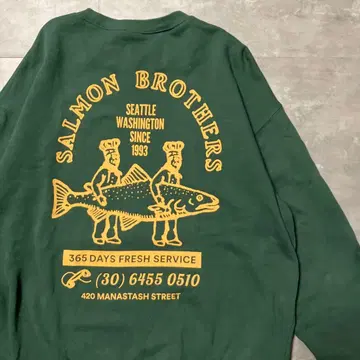 SALMON BROTHERS
SEATTLE
WASHINGTON
SINCE
1993
365 DAYS FRESH SERVICE
(30) 6455 0510
420 MANASTASH STREET